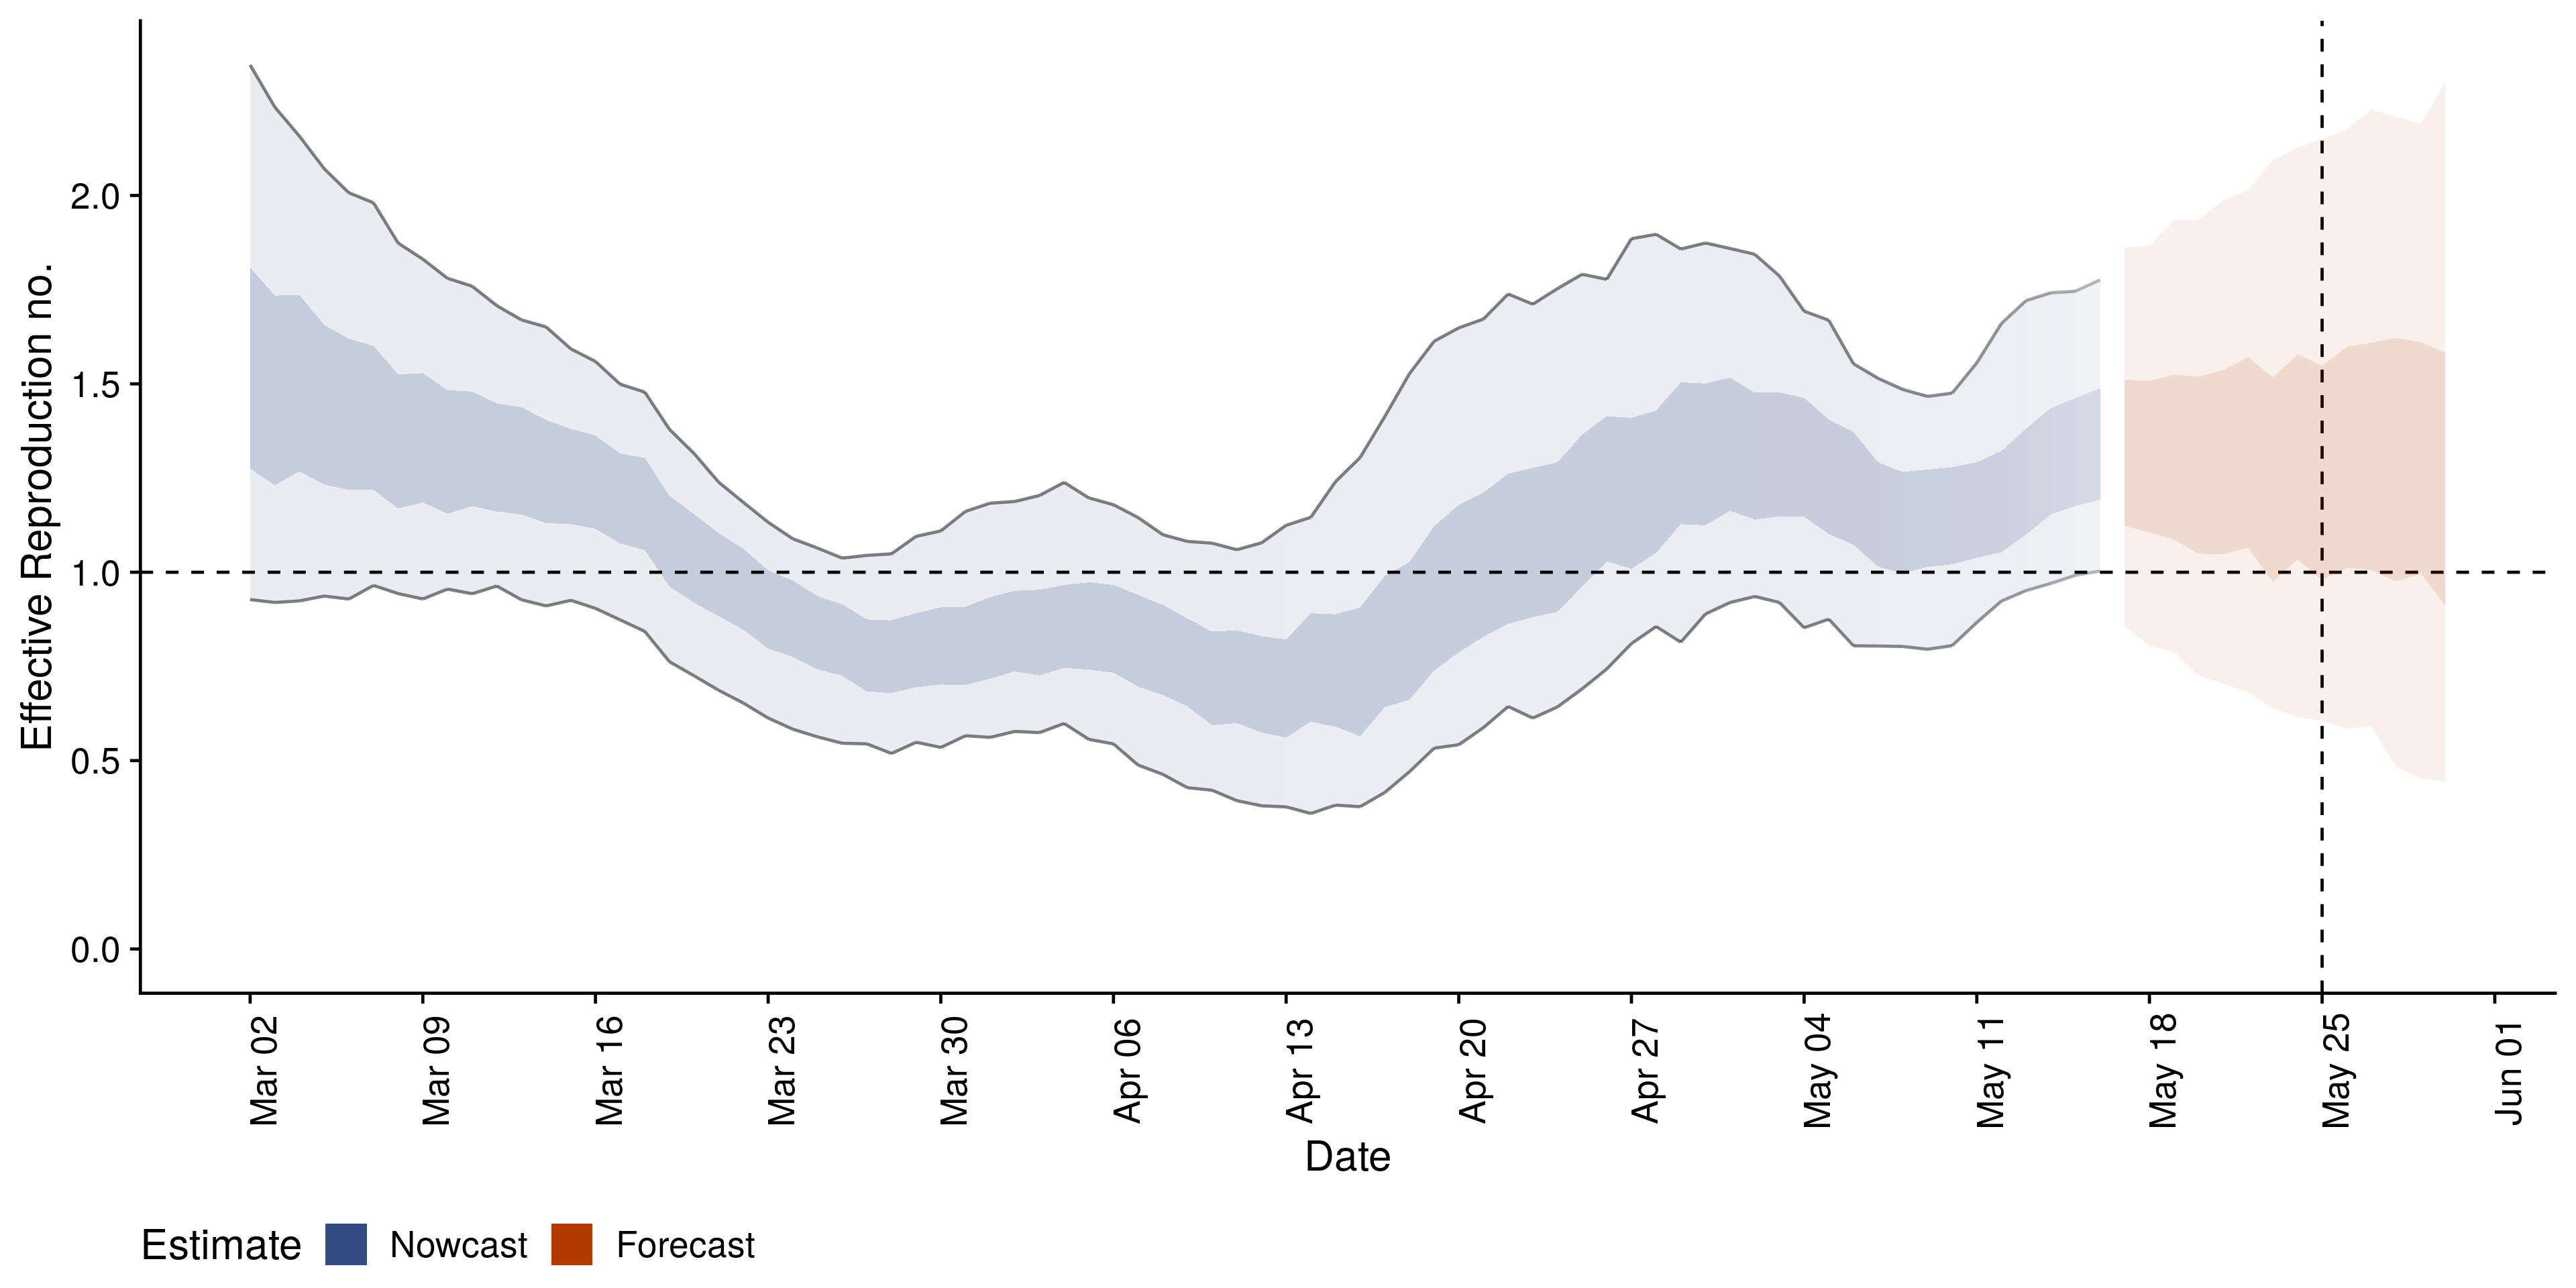 Effective Reproduction no.
2.0
1.5
1.0
0.5
0.0
Mar 02
Mar 09
Mar 16
Mar 23
Mar 30
Apr 06
Apr 13
Apr 20
Apr 27
May 04
May 11
May 18
May 25
Jun 01
Date
Estimate Nowcast Forecast